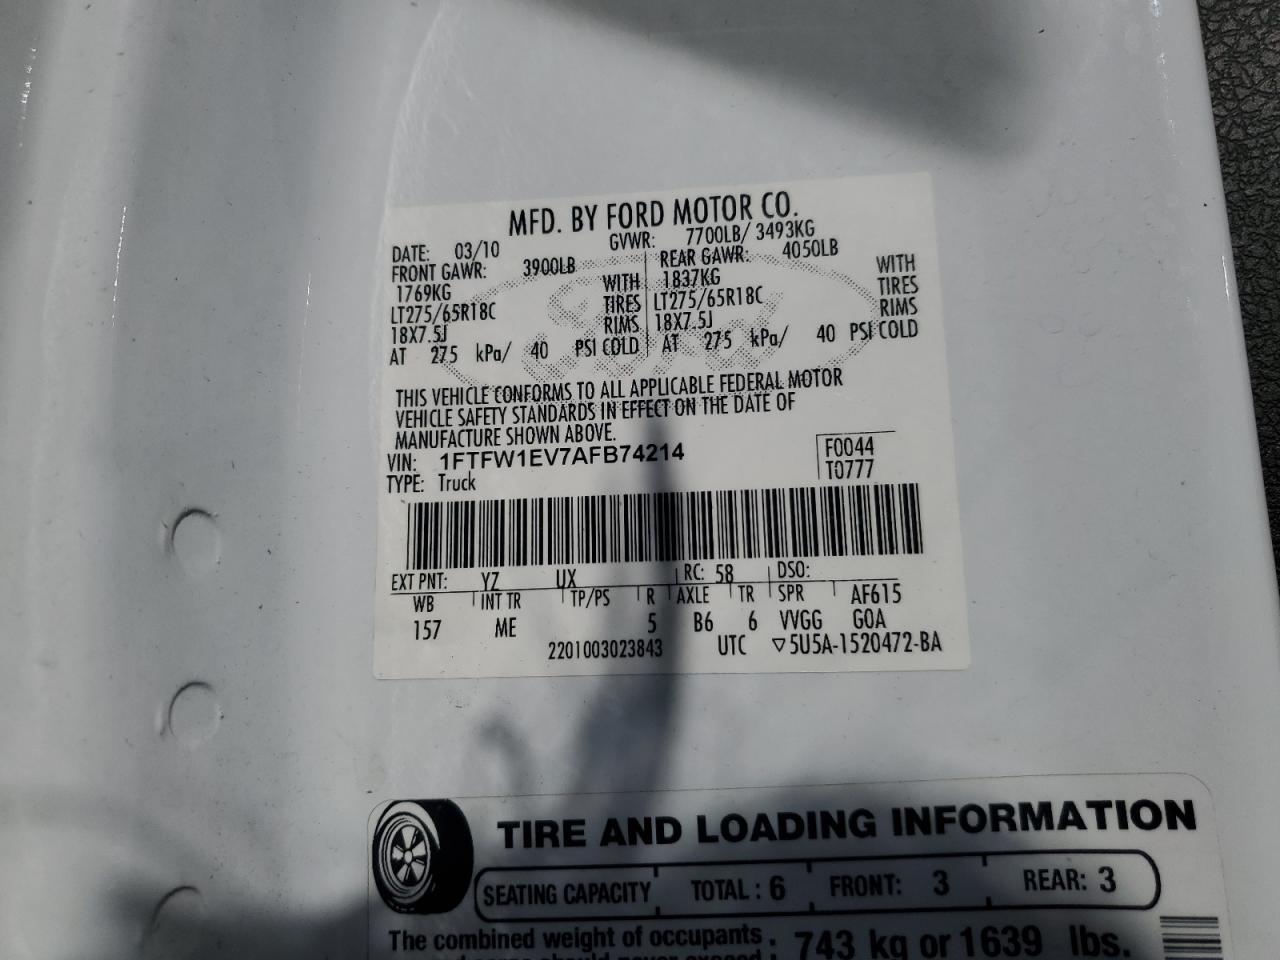 MFD. BY FORD MOTOR CO.
DATE: 03/10 GVWR: 7700LB/ 3493KG
FRONT GAWR: 3900LB REAR GAWR: 4050LB
1769KG WITH 1837KG WITH
LT275/65R18C TIRES LT275/65R18C TIRES
18X7.5J RIMS 18X7.5J RIMS
AT 275 kPa/ 40 PSI COLD AT 275 kPa/ 40 PSI COLD
THIS VEHICLE CONFORMS TO ALL APPLICABLE FEDERAL MOTOR
VEHICLE SAFETY STANDARDS IN EFFECT ON THE DATE OF
MANUFACTURE SHOWN ABOVE.
VIN: 1FTFW1EV7AFB74214 F0044
TYPE: Truck T0777
EXT PNT: YZ UX RC: 58 DSO:
WB INT TR TP/PS R AXLE TR SPR AF615
157 ME 5 B6 6 VVGG GOA
2201003023843 UTC ▽5U5A-1520472-BA
TIRE AND LOADING INFORMATION
SEATING CAPACITY TOTAL : 6 FRONT: 3 REAR: 3
The combined weight of occupants 743 kg or 1639 lbs.